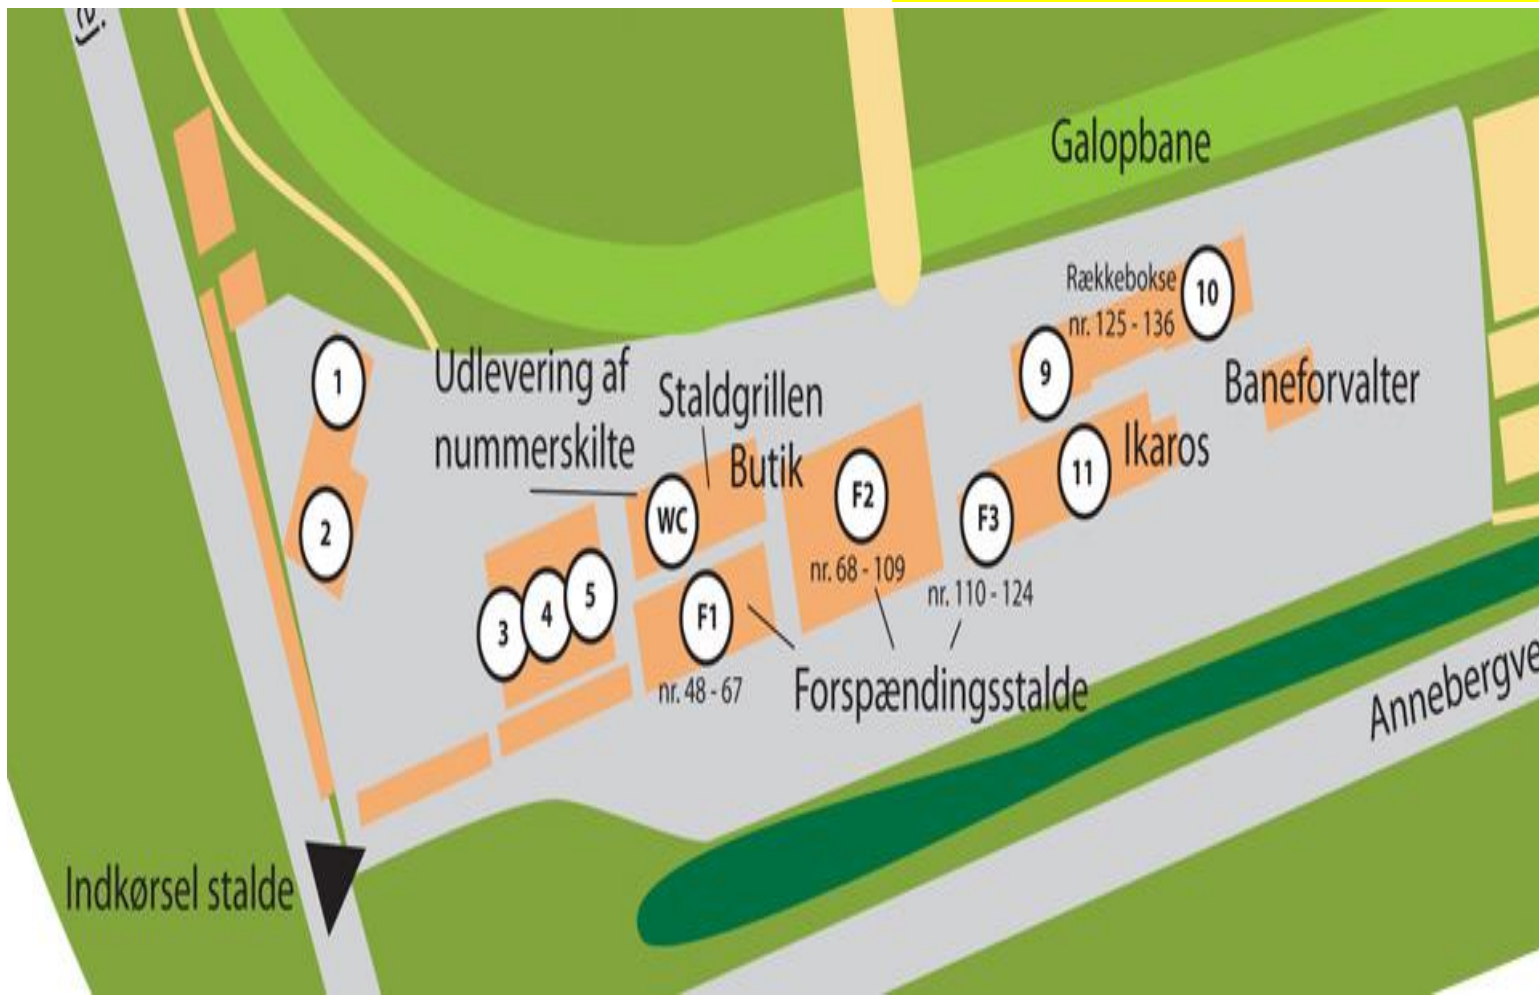 Galopbane
Rækkebokse
nr. 125 - 136
10
9
1
Udlevering af
nummerskilte
Staldgrillen
Butik
Baneforvalter
Ikaros
11
2
WC
F2
F3
nr. 68 - 109
nr. 110 - 124
3
4
5
F1
nr. 48 - 67
Forspændingsstalde
Annebergve
Indkørsel stalde